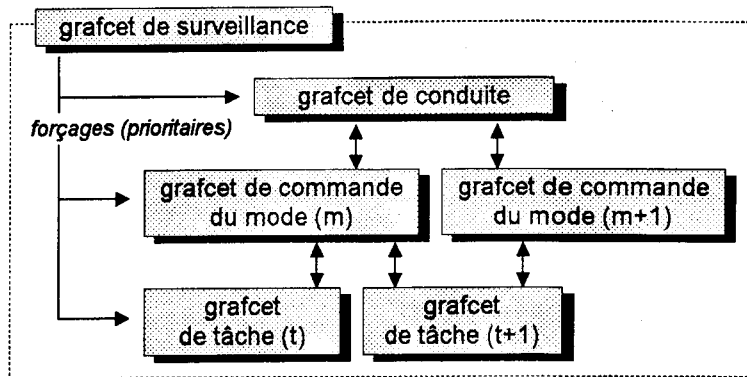 grafcet de surveillance
grafcet de conduite
forçages (prioritaires)
grafcet de commande
du mode (m)
grafcet de commande
du mode (m+1)
grafcet
de tâche (t)
grafcet
de tâche (t+1)